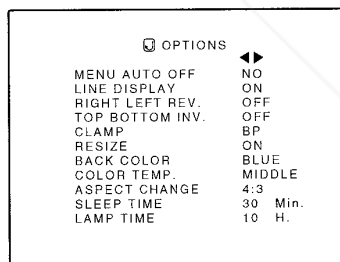 OPTIONS
MENU AUTO OFF NO
LINE DISPLAY ON
RIGHT LEFT REV. OFF
TOP BOTTOM INV. OFF
CLAMP BP
RESIZE ON
BACK COLOR BLUE
COLOR TEMP. MIDDLE
ASPECT CHANGE 4:3
SLEEP TIME 30 Min.
LAMP TIME 10 H.